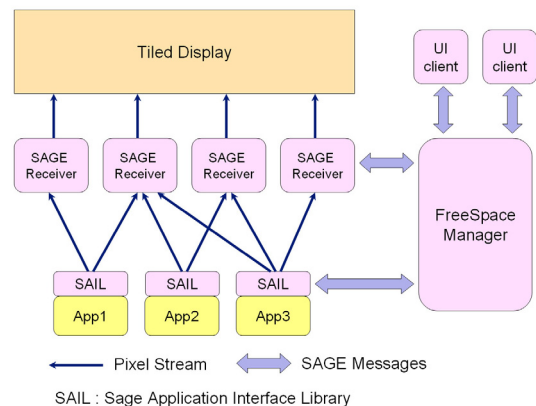 Tiled Display
UI
client
UI
client
SAGE
Receiver
SAGE
Receiver
SAGE
Receiver
SAGE
Receiver
FreeSpace
Manager
SAIL
SAIL
SAIL
App1
App2
App3
Pixel Stream
SAGE Messages
SAIL : Sage Application Interface Library